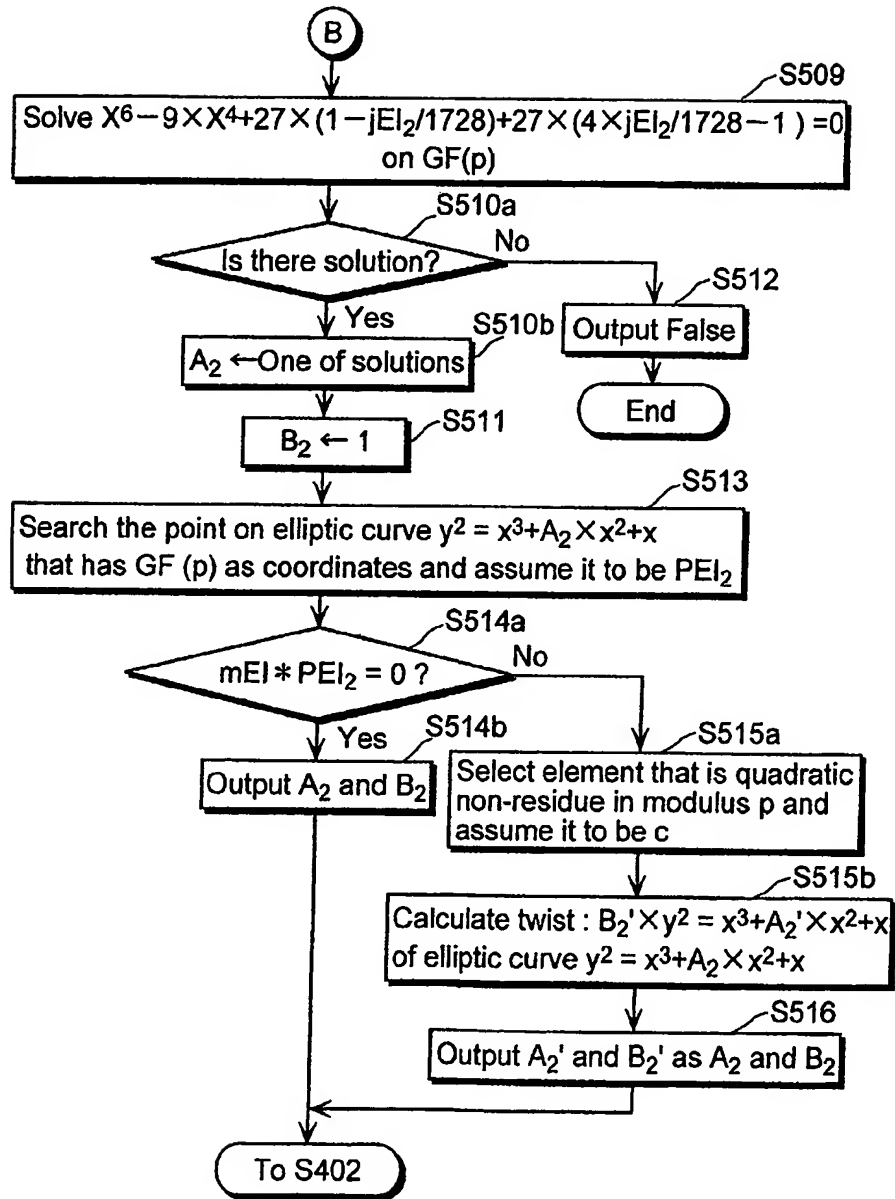 B
S509
Solve X⁶−9×X⁴+27×(1−jEl₂/1728)+27×(4×jEl₂/1728−1)=0
on GF(p)
S510a
Is there solution?
No
S512
Output False
End
Yes
S510b
A₂ ←One of solutions
S511
B₂ ← 1
S513
Search the point on elliptic curve y² = x³+A₂×x²+x
that has GF (p) as coordinates and assume it to be PEl₂
S514a
mEl∗PEl₂ = 0 ?
No
Yes
S514b
Output A₂ and B₂
S515a
Select element that is quadratic
non-residue in modulus p and
assume it to be c
S515b
Calculate twist : B₂'×y² = x³+A₂'×x²+x
of elliptic curve y² = x³+A₂×x²+x
S516
Output A₂' and B₂' as A₂ and B₂
To S402